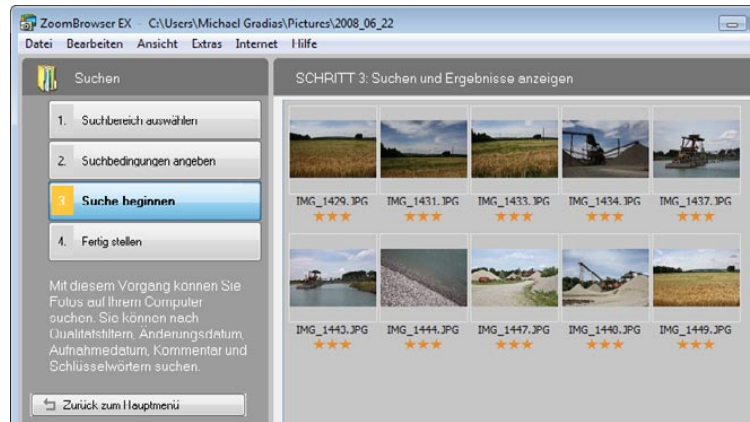 ZoomBrowser EX - C:\Users\Michael Gradias\Pictures\2008_06_22
Datei Bearbeiten Ansicht Extras Internet Hilfe
Suchen
SCHRITT 3: Suchen und Ergebnisse anzeigen
1. Suchbereich auswählen
2. Suchbedingungen angeben
3. Suche beginnen
4. Fertig stellen
Mit diesem Vorgang können Sie
Fotos auf Ihrem Computer
suchen. Sie können nach
Qualitätsfiltern, Änderungsdatum,
Aufnahmedatum, Kommentar und
Schlüsselwörtern suchen.
Zurück zum Hauptmenü
IMG_1429.JPG IMG_1431.JPG IMG_1433.JPG IMG_1434.JPG IMG_1437.JPG
IMG_1443.JPG IMG_1444.JPG IMG_1447.JPG IMG_1448.JPG IMG_1449.JPG